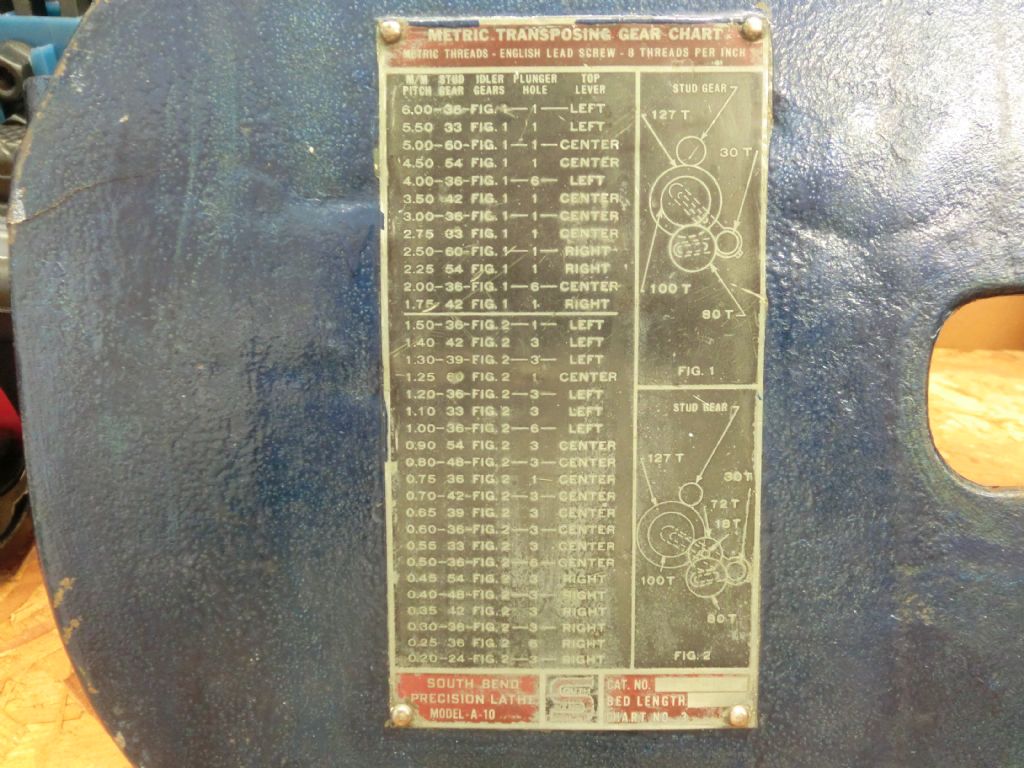 METRIC TRANSPOSING GEAR CHART
METRIC THREADS - ENGLISH LEAD SCREW - 8 THREADS PER INCH
M/M PITCH STUD GEAR IDLER GEARS PLUNGER HOLE TOP LEVER
6.00-36-FIG. 1-1-LEFT
5.50 33 FIG. 1 1 LEFT
5.00-60-FIG. 1-1-CENTER
4.50 54 FIG. 1 1 CENTER
4.00-36-FIG. 1-6-LEFT
3.50 42 FIG. 1 1 CENTER
3.00-36-FIG. 1-1-CENTER
2.75 33 FIG. 1 1 CENTER
2.50-60-FIG. 1-1-RIGHT
2.25 54 FIG. 1 1 RIGHT
2.00-36-FIG. 1-6-CENTER
1.75 42 FIG. 1 1 RIGHT
1.50-36-FIG. 2-1-LEFT
1.40 42 FIG. 2 3 LEFT
1.30-39-FIG. 2-3-LEFT
1.25 60 FIG. 2 1 CENTER
1.20-36-FIG. 2-3-LEFT
1.10 33 FIG. 2 3 LEFT
1.00-36-FIG. 2-6-LEFT
0.90 54 FIG. 2 3 CENTER
0.80-48-FIG. 2-3-CENTER
0.75 36 FIG. 2 1 CENTER
0.70-42-FIG. 2-3-CENTER
0.65 39 FIG. 2 3 CENTER
0.60-36-FIG. 2-3-CENTER
0.55 33 FIG. 2 3 CENTER
0.50-36-FIG. 2-6-CENTER
0.45 54 FIG. 2 3 RIGHT
0.40-48-FIG. 2-3-RIGHT
0.35 42 FIG. 2 3 RIGHT
0.30-36-FIG. 2-3-RIGHT
0.25 36 FIG. 2 6 RIGHT
0.20-24-FIG. 2-3-RIGHT
STUD GEAR
127 T
30 T
100 T
80 T
FIG. 1
STUD GEAR
127 T
30 T
72 T
18 T
100 T
80 T
FIG. 2
SOUTH BEND
PRECISION LATHE
MODEL-A-10
SOUTH BEND
CAT. NO.
BED LENGTH
CHART NO. 3